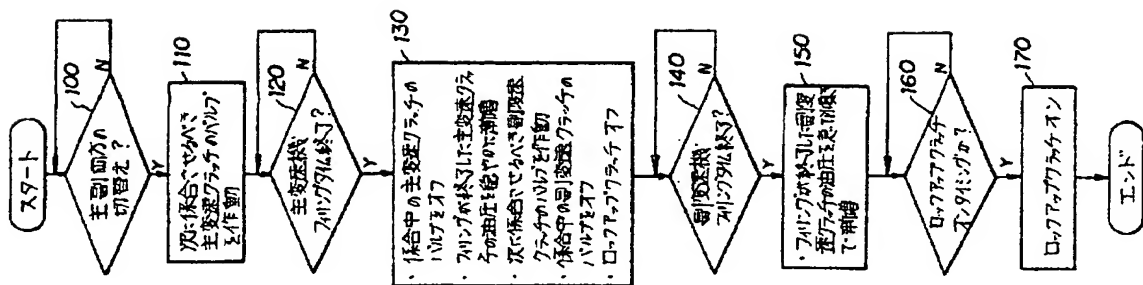 スタート
100
主副両方の
切替え?
N
Y
110
次に係合させるべき
主変速クラッチのバルブ
を作動
120
主変速機
フィリングタイム終了?
N
Y
130
・係合中の主変速クラッチの
バルブをオフ
・フィリングが終了した主変速クラッ
チの油圧を緩やかに漸増
・次に係合させるべき副変速
クラッチのバルブを作動
・係合中の副変速クラッチの
バルブをオフ
・ロックアップクラッチオフ
140
副変速機
フィリングタイム終了?
N
Y
150
・フィリングが終了した副変
速クラッチの油圧を急勾配
で漸増
160
ロックアップクラッチ
オンタイミングか?
N
Y
170
ロックアップクラッチオン
エンド